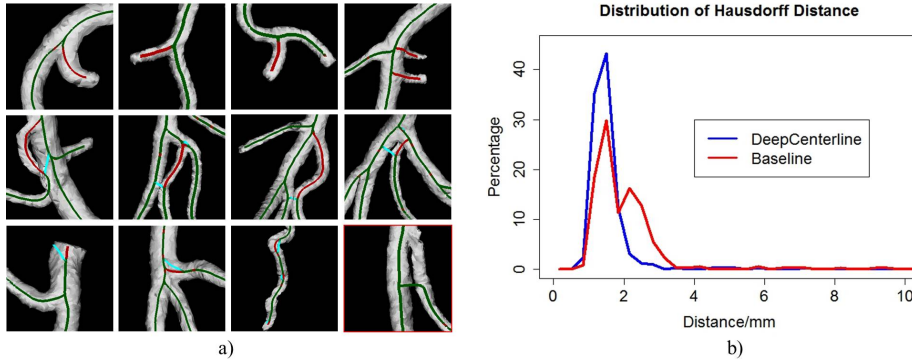 Distribution of Hausdorff Distance
Percentage
40
30
20
10
0
DeepCenterline
Baseline
0 2 4 6 8 10
Distance/mm
a)
b)